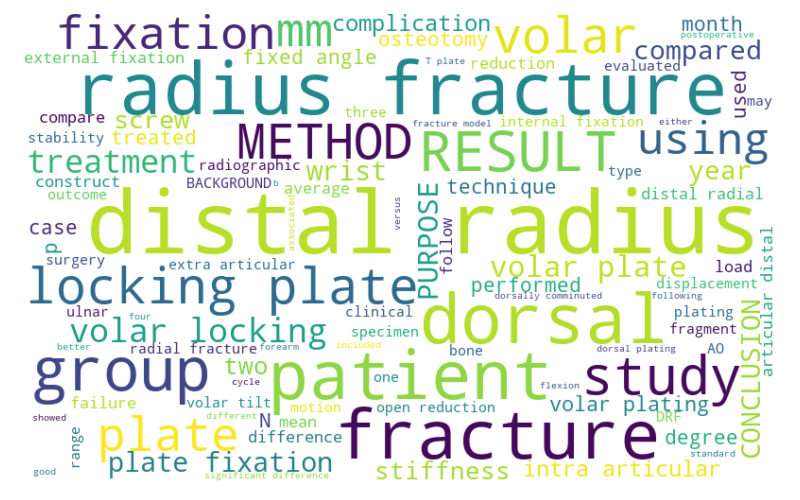 fixation
mm
complication
volar
month
postoperative
external fixation
fixed angle
osteotomy
T plate
reduction
compared
evaluated
radius fracture
used
may
compare
screw
three
fracture model
internal fixation
either
stability
treated
METHOD
RESULT
using
treatment
radiographic
wrist
year
construct
BACKGROUND
b
average
PURPOSE
technique
type
distal radial
outcome
distal radius
associated
versus
case
p
follow
surgery
extra articular
volar plate
load
locking plate
performed
displacement
articular distal
ulnar
clinical
dorsal
dorsally comminuted
following
plating
volar locking
specimen
fragment
CONCLUSION
four
better
radial fracture
forearm
included
bone
dorsal plating
AO
group
two
patient
one
flexion
study
cycle
failure
volar tilt
motion
open reduction
volar plating
showed
different
N
mean
fracture
DRF
degree
plate
difference
standard
range
plate fixation
stiffness
intra articular
good
significant difference